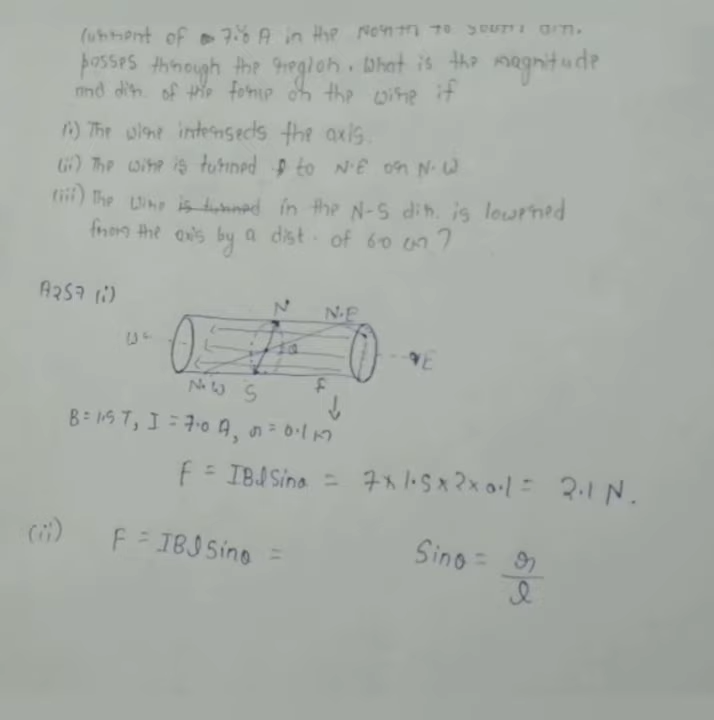 Current of 7.0 A in the North to South dirn.
passes through the region. What is the magnitude
and dirn. of the force on the wire if
(i) The wire intersects the axis.
(ii) The wire is turned to N-E or N-W
(iii) The wire is turned in the N-S dirn. is lowered
from the axis by a dist. of 60 cm?
(i)
N N.E
W
E
N.W S F
B = 1.5 T, I = 7.0 A, r = 0.1 m
F = IBl Sinθ = 7 x 1.5 x 2 x 0.1 = 2.1 N.
(ii) F = IBl Sinθ = Sinθ = r/l